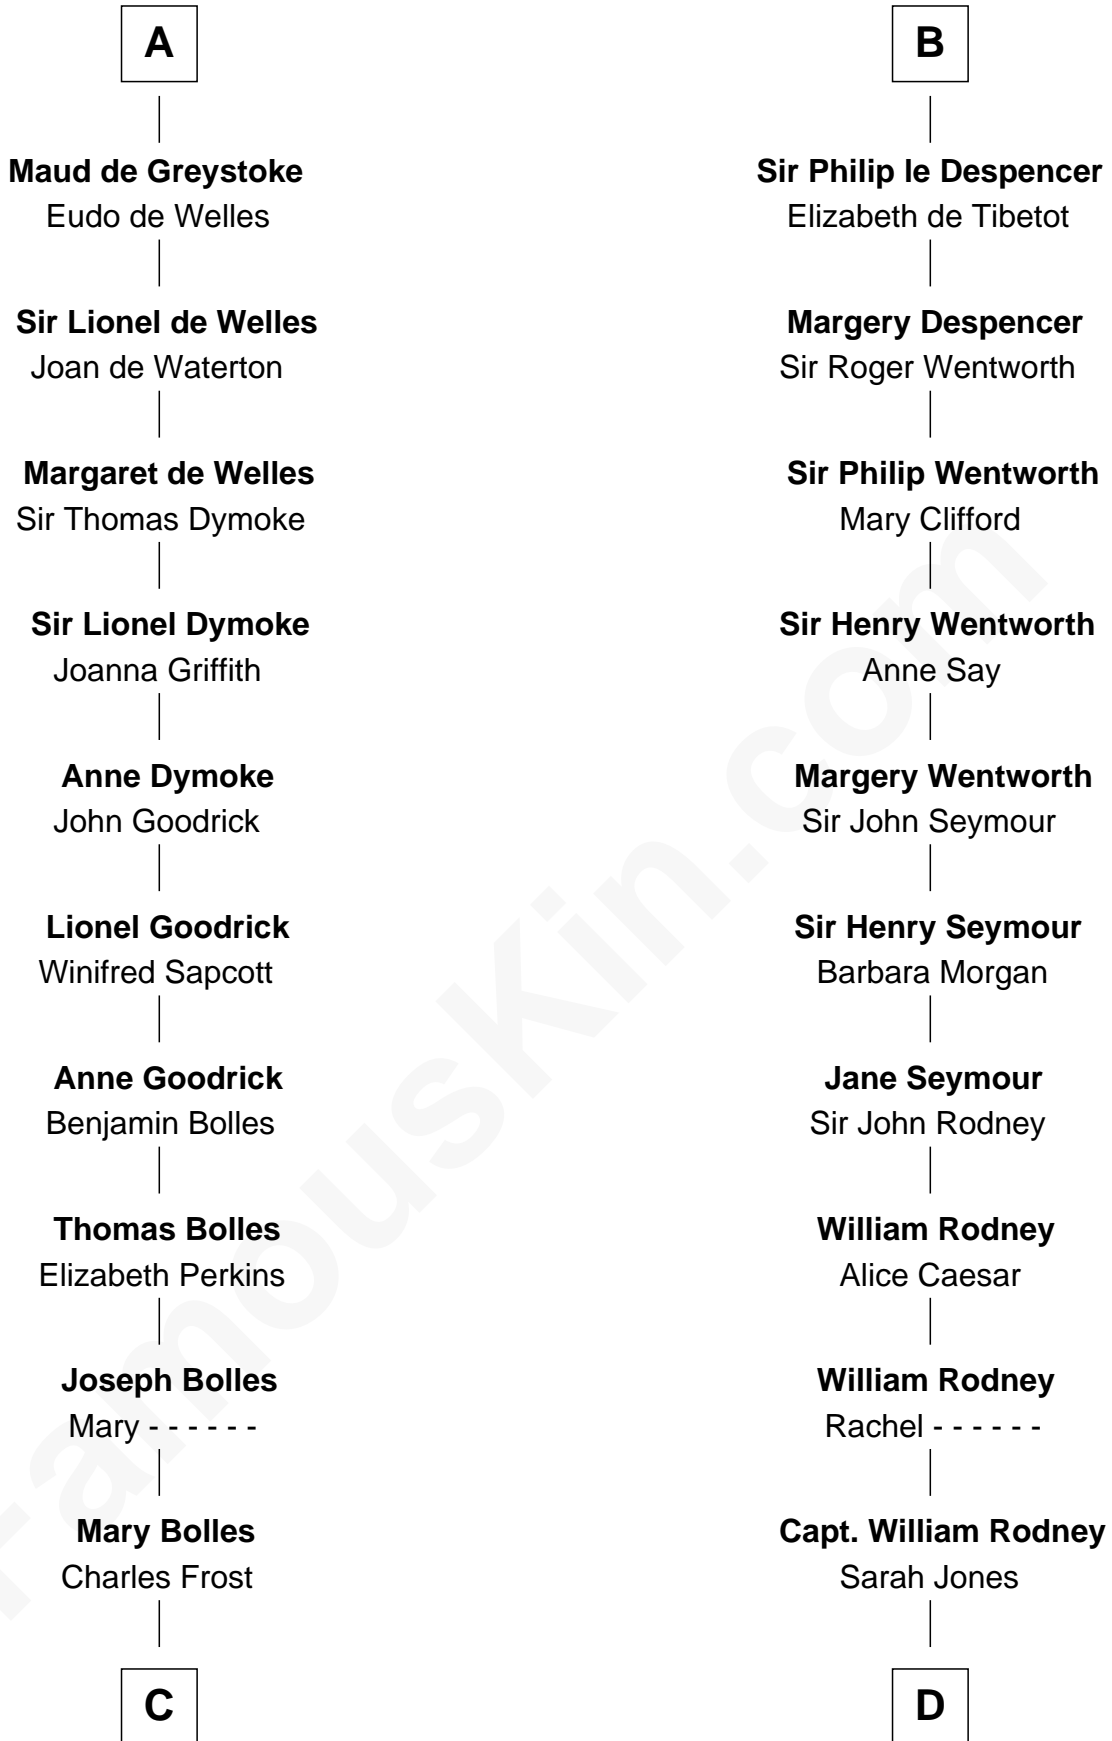 A
Maud de Greystoke
Eudo de Welles
Sir Lionel de Welles
Joan de Waterton
Margaret de Welles
Sir Thomas Dymoke
Sir Lionel Dymoke
Joanna Griffith
Anne Dymoke
John Goodrick
Lionel Goodrick
Winifred Sapcott
Anne Goodrick
Benjamin Bolles
Thomas Bolles
Elizabeth Perkins
Joseph Bolles
Mary - - - - - -
Mary Bolles
Charles Frost
C
B
Sir Philip le Despencer
Elizabeth de Tibetot
Margery Despencer
Sir Roger Wentworth
Sir Philip Wentworth
Mary Clifford
Sir Henry Wentworth
Anne Say
Margery Wentworth
Sir John Seymour
Sir Henry Seymour
Barbara Morgan
Jane Seymour
Sir John Rodney
William Rodney
Alice Caesar
William Rodney
Rachel - - - - - -
Capt. William Rodney
Sarah Jones
D
FamousKin.com